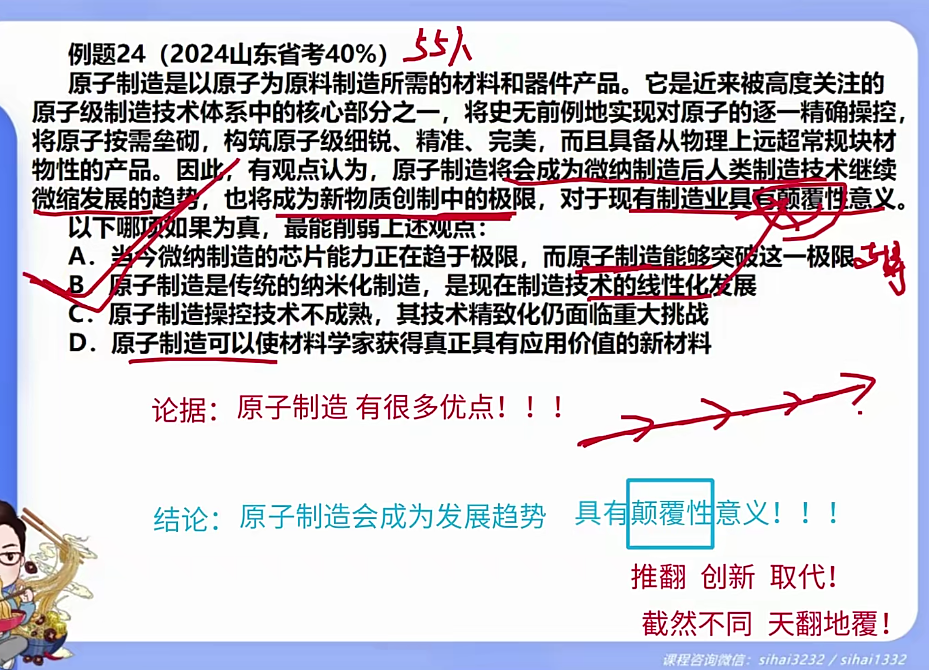 例题24（2024山东省考40%） 55%
原子制造是以原子为原料制造所需的材料和器件产品。它是近来被高度关注的
原子级制造技术体系中的核心部分之一，将史无前例地实现对原子的逐一精确操控，
将原子按需垒砌，构筑原子级细锐、精准、完美，而且具备从物理上远超常规块材
物性的产品。因此，有观点认为，原子制造将会成为微纳制造后人类制造技术继续
微缩发展的趋势，也将成为新物质创制中的极限，对于现有制造业具有颠覆性意义。
以下哪项如果为真，最能削弱上述观点：
A．当今微纳制造的芯片能力正在趋于极限，而原子制造能够突破这一极限
B．原子制造是传统的纳米化制造，是现在制造技术的线性化发展
C．原子制造操控技术不成熟，其技术精致化仍面临重大挑战
D．原子制造可以使材料学家获得真正具有应用价值的新材料
论据：原子制造 有很多优点！！！
结论：原子制造会成为发展趋势 具有颠覆性意义！！！
推翻 创新 取代！
截然不同 天翻地覆！
课程咨询微信：sihai3232 / sihai1332